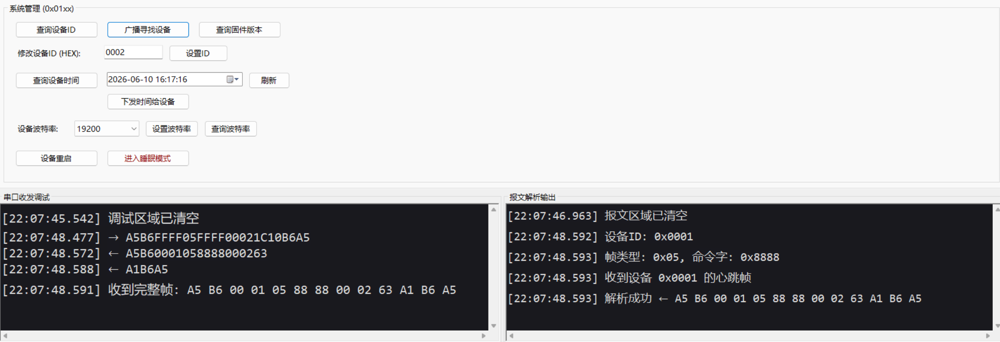 系统管理 (0x01xx)
查询设备ID 广播寻找设备 查询固件版本
修改设备ID (HEX): 0002 设置ID
查询设备时间 2026-06-10 16:17:16 刷新
下发时间给设备
设备波特率: 19200 设置波特率 查询波特率
设备重启 进入睡眠模式
串口收发调试
[22:07:45.542] 调试区域已清空
[22:07:48.477] → A5B6FFFF05FFFF00021C10B6A5
[22:07:48.572] ← A5B60001058888000263
[22:07:48.588] ← A1B6A5
[22:07:48.591] 收到完整帧: A5 B6 00 01 05 88 88 00 02 63 A1 B6 A5
报文解析输出
[22:07:46.963] 报文区域已清空
[22:07:48.592] 设备ID: 0x0001
[22:07:48.593] 帧类型: 0x05, 命令字: 0x8888
[22:07:48.593] 收到设备 0x0001 的心跳帧
[22:07:48.593] 解析成功 ← A5 B6 00 01 05 88 88 00 02 63 A1 B6 A5